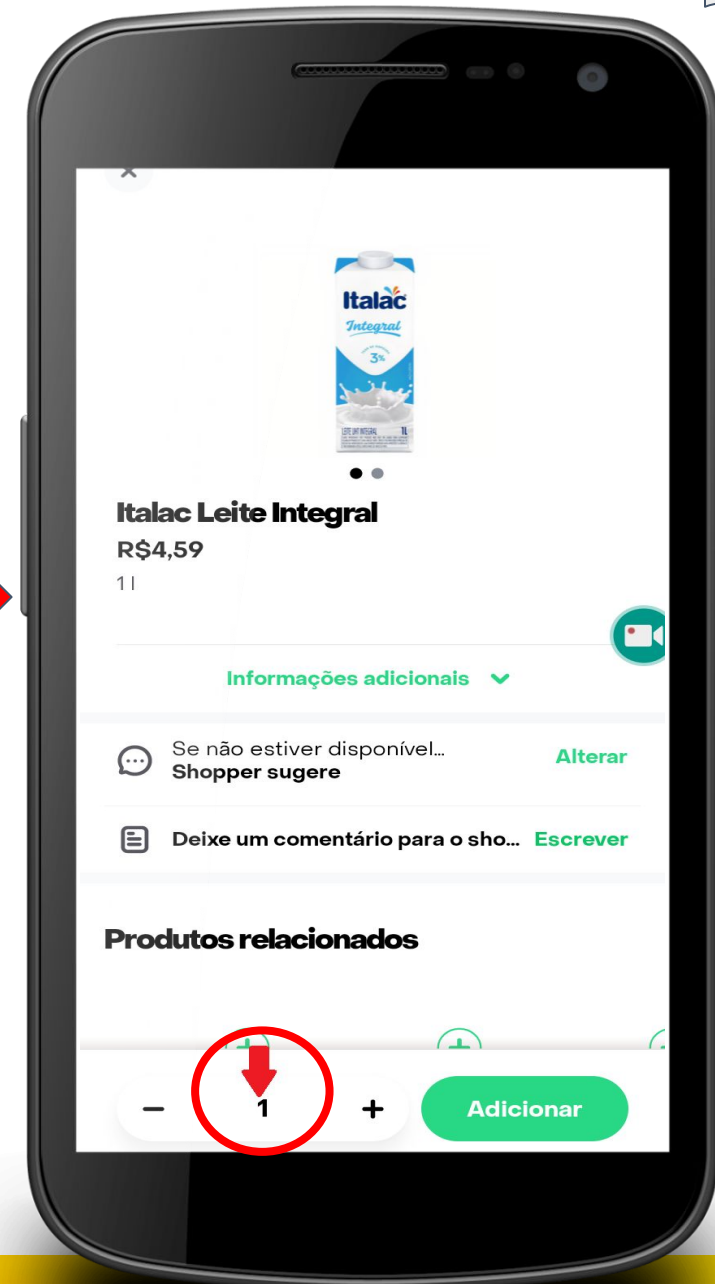 Italac
Integral
3%
LEITE UHT INTEGRAL 1L
Italac Leite Integral
R$4,59
1 l
Informações adicionais
Se não estiver disponível...
Alterar
Shopper sugere
Deixe um comentário para o sho... Escrever
Produtos relacionados
− 1 + Adicionar